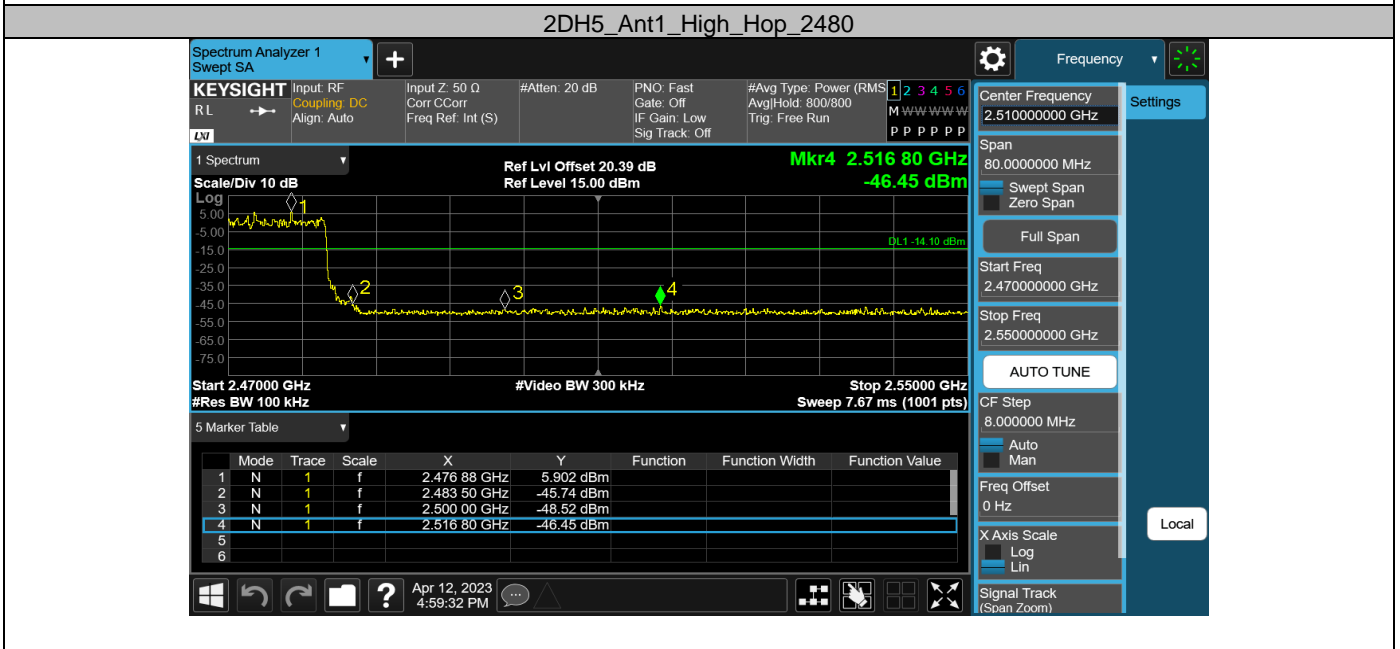 2DH5_Ant1_High_Hop_2480
Spectrum Analyzer 1
Swept SA
+
Frequency
KEYSIGHT
RL
LXI
Input: RF
Coupling: DC
Align: Auto
Input Z: 50 Ω
Corr CCorr
Freq Ref: Int (S)
#Atten: 20 dB
PNO: Fast
Gate: Off
IF Gain: Low
Sig Track: Off
#Avg Type: Power (RMS
Avg|Hold: 800/800
Trig: Free Run
1 2 3 4 5 6
M W W W W W
P P P P P P
1 Spectrum
Scale/Div 10 dB
Ref Lvl Offset 20.39 dB
Ref Level 15.00 dBm
Mkr4 2.516 80 GHz
-46.45 dBm
Log
5.00
-5.00
-15.0
-25.0
-35.0
-45.0
-55.0
-65.0
-75.0
1
2
3
4
DL1 -14.10 dBm
Start 2.47000 GHz
#Res BW 100 kHz
#Video BW 300 kHz
Stop 2.55000 GHz
Sweep 7.67 ms (1001 pts)
5 Marker Table
Mode Trace Scale X Y Function Function Width Function Value
1 N 1 f 2.476 88 GHz 5.902 dBm
2 N 1 f 2.483 50 GHz -45.74 dBm
3 N 1 f 2.500 00 GHz -48.52 dBm
4 N 1 f 2.516 80 GHz -46.45 dBm
5
6
Center Frequency
2.510000000 GHz
Span
80.0000000 MHz
Swept Span
Zero Span
Full Span
Start Freq
2.470000000 GHz
Stop Freq
2.550000000 GHz
AUTO TUNE
CF Step
8.000000 MHz
Auto
Man
Freq Offset
0 Hz
X Axis Scale
Log
Lin
Signal Track
(Span Zoom)
Settings
Local
?
Apr 12, 2023
4:59:32 PM